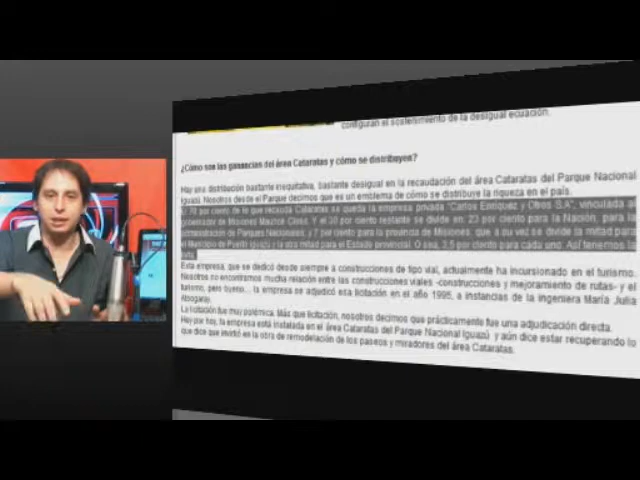 configuran el sostenimiento de la desigual ecuación.
¿Cómo son las ganancias del área Cataratas y cómo se distribuyen?
Hay una distribución bastante inequitativa, bastante desigual en la recaudación del área Cataratas del Parque Nacional
Iguazú. Nosotros desde el Parque decimos que es un emblema de cómo se distribuye la riqueza en el país.
El 70 por ciento de lo que recauda Cataratas se queda la empresa privada "Carlos Enríquez y Otros S.A", vinculada al
gobernador de Misiones Maurice Closs. Y el 30 por ciento restante se divide en: 23 por ciento para la Nación, para la
administración de Parques Nacionales; y 7 por ciento para la provincia de Misiones, que a su vez se divide la mitad para
el Municipio de Puerto Iguazú y la otra mitad para el Estado provincial. O sea, 3,5 por ciento para cada uno. Así tenemos la
Esta empresa, que se dedicó desde siempre a construcciones de tipo vial, actualmente ha incursionado en el turismo.
Nosotros no encontramos mucha relación entre las construcciones viales -construcciones y mejoramiento de rutas- y el
turismo, pero bueno... la empresa se adjudicó esa licitación en el año 1995, a instancias de la ingeniera María Julia
Alsogaray.
La licitación fue muy polémica. Más que licitación, nosotros decimos que prácticamente fue una adjudicación directa.
Hoy por hoy, la empresa está instalada en el área Cataratas del Parque Nacional Iguazú y aún dice estar recuperando lo
que dice que invirtió en la obra de remodelación de los paseos y miradores del área Cataratas.